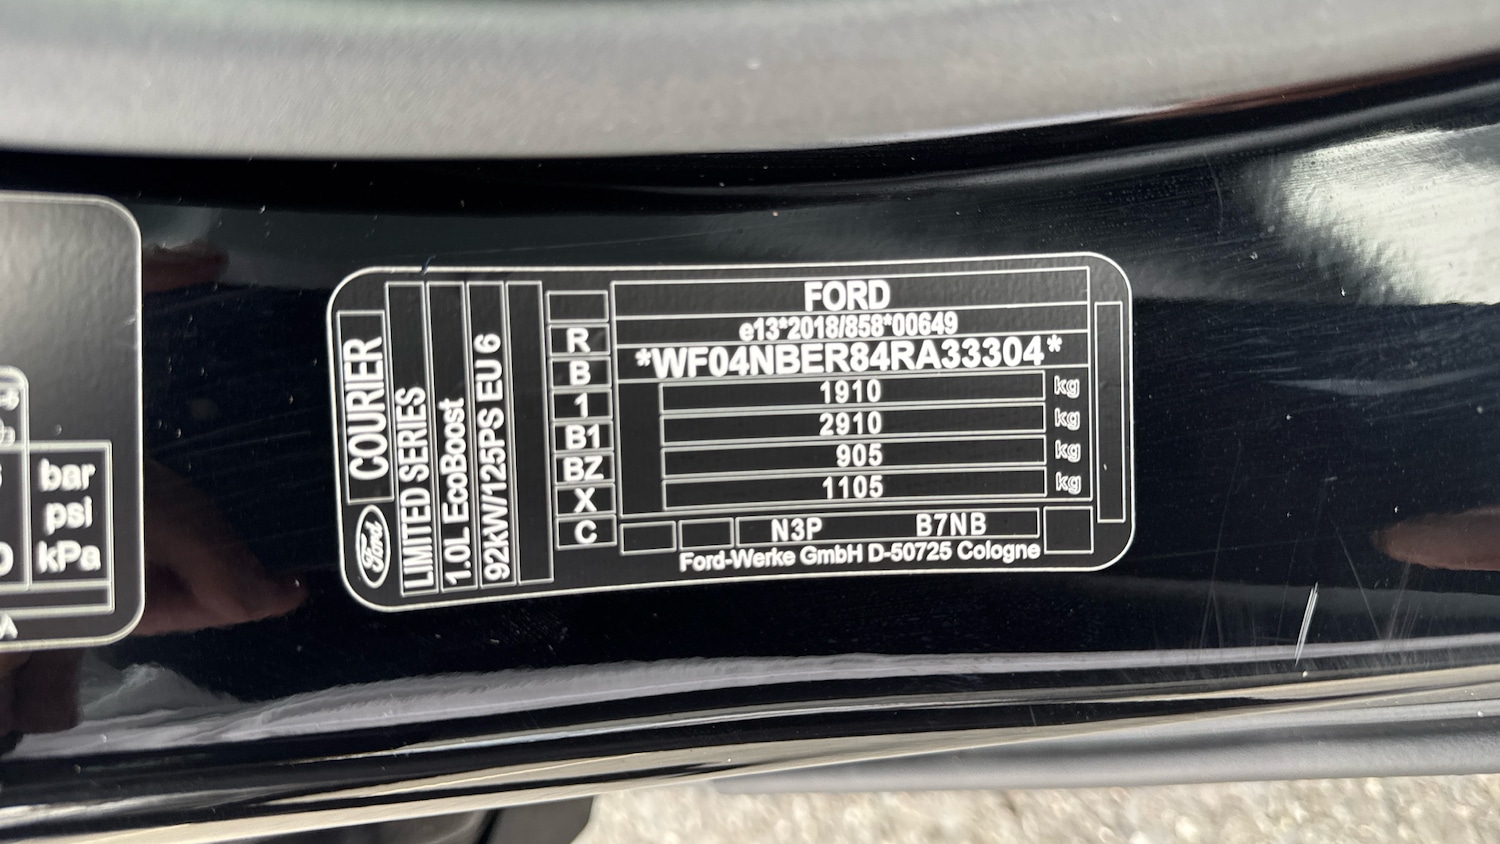 bar
psi
kPa
COURIER
Ford
LIMITED SERIES
1.0L EcoBoost
92kW/125PS EU 6
R
B
1
B1
BZ
X
C
FORD
e13*2018/858*00649
*WF04NBER84RA33304*
1910 kg
2910 kg
905 kg
1105 kg
N3P B7NB
Ford-Werke GmbH D-50725 Cologne